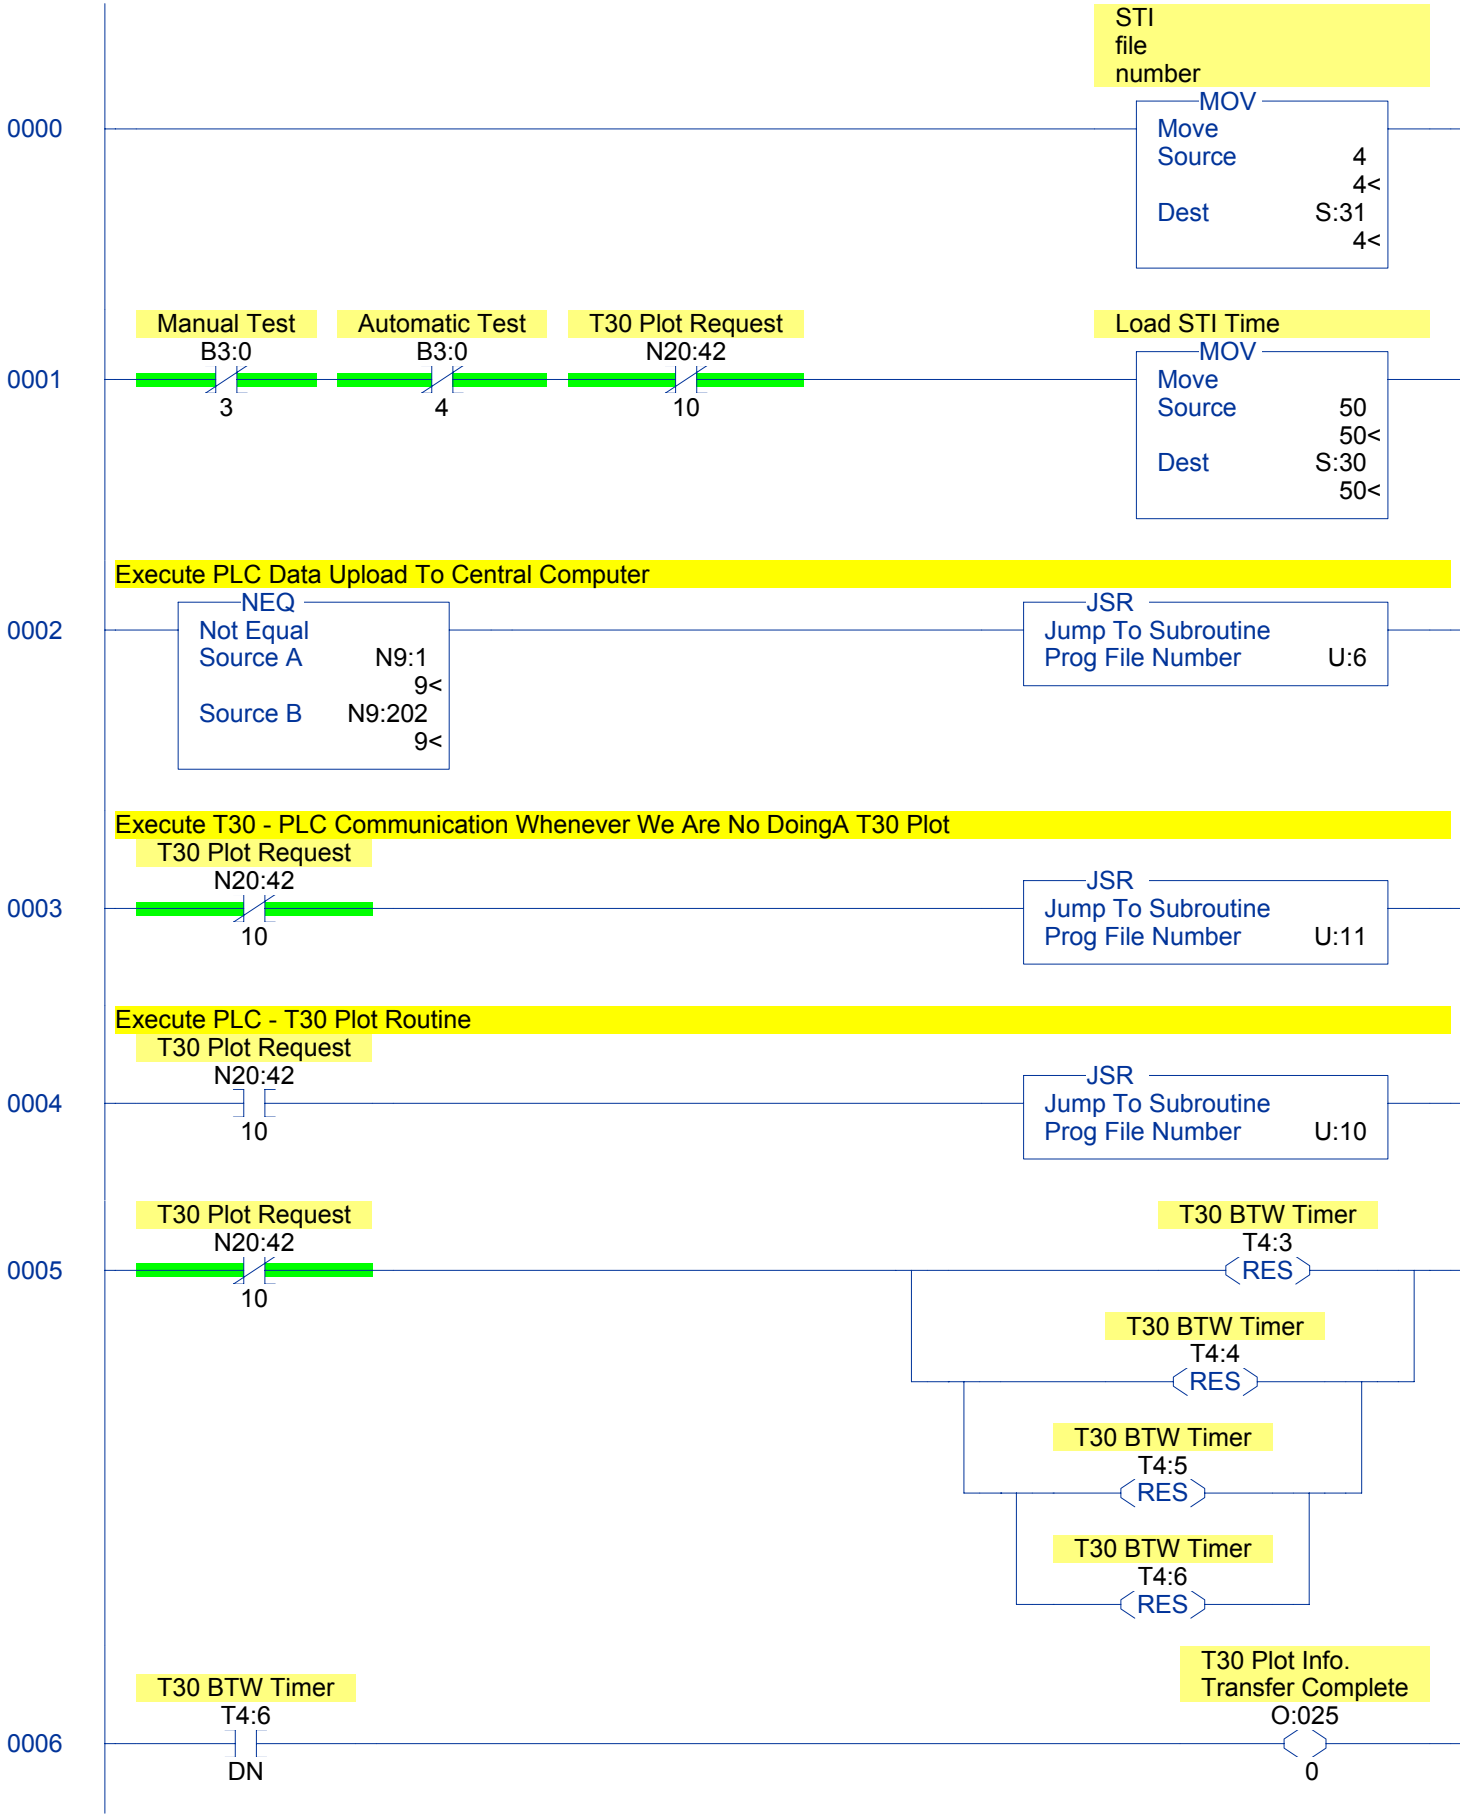 STI
file
number
MOV
0000
Move
Source 4
4<
Dest S:31
4<
Manual Test Automatic Test T30 Plot Request Load STI Time
B3:0 B3:0 N20:42 MOV
0001 Move
3 4 10 Source 50
50<
Dest S:30
50<
Execute PLC Data Upload To Central Computer
NEQ JSR
0002 Not Equal Jump To Subroutine
Source A N9:1 Prog File Number U:6
9<
Source B N9:202
9<
Execute T30 - PLC Communication Whenever We Are No DoingA T30 Plot
T30 Plot Request
N20:42 JSR
0003 Jump To Subroutine
10 Prog File Number U:11
Execute PLC - T30 Plot Routine
T30 Plot Request
N20:42 JSR
0004 Jump To Subroutine
10 Prog File Number U:10
T30 Plot Request T30 BTW Timer
N20:42 T4:3
0005 RES
10
T30 BTW Timer
T4:4
RES
T30 BTW Timer
T4:5
RES
T30 BTW Timer
T4:6
RES
T30 Plot Info.
T30 BTW Timer Transfer Complete
T4:6 O:025
0006
DN 0